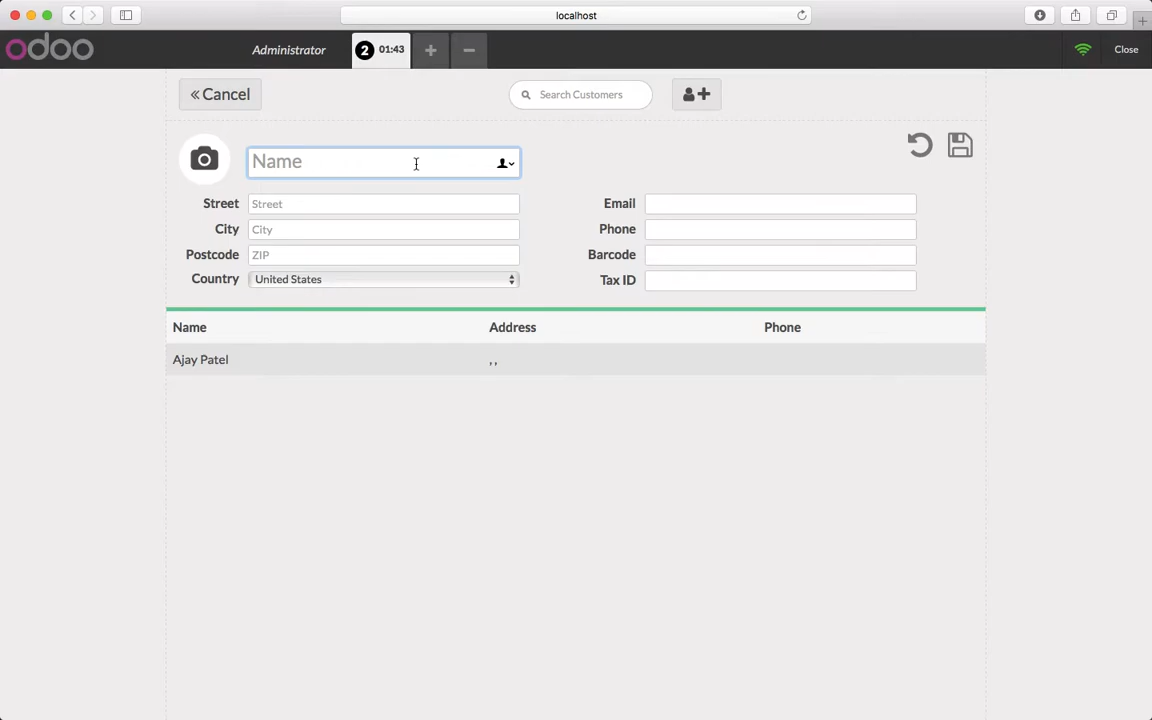 localhost
odoo Administrator 2 01:43 + − Close
« Cancel Search Customers
Name
Street Street Email
City City Phone
Postcode ZIP Barcode
Country United States Tax ID
Name Address Phone
Ajay Patel , ,